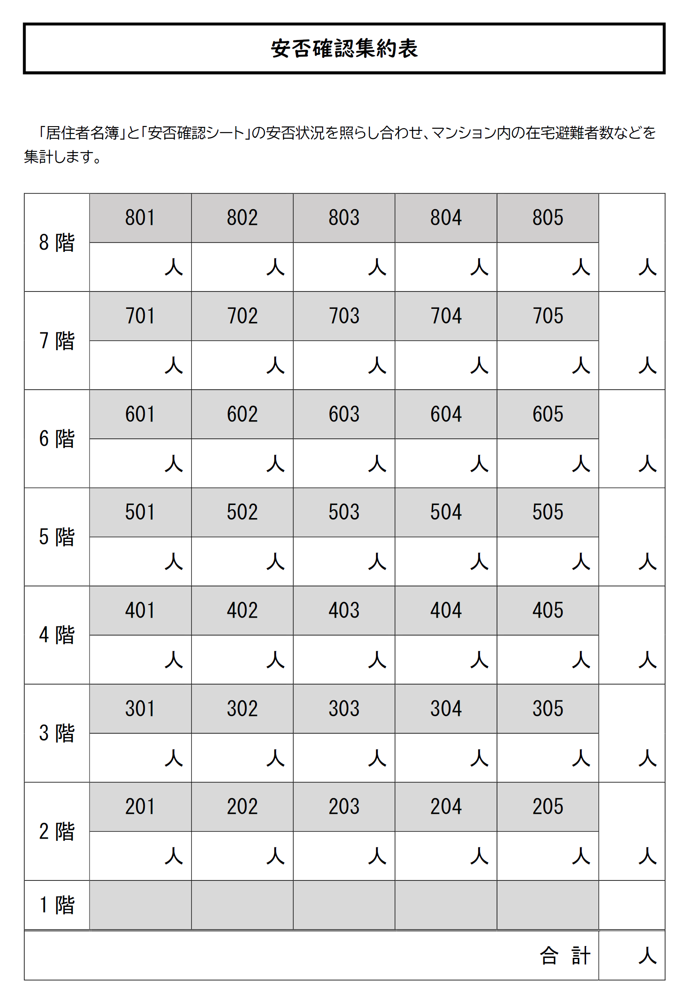 安否確認集約表
「居住者名簿」と「安否確認シート」の安否状況を照らし合わせ、マンション内の在宅避難者数などを
集計します。
8階 801 802 803 804 805
人 人 人 人 人 人
7階 701 702 703 704 705
人 人 人 人 人 人
6階 601 602 603 604 605
人 人 人 人 人 人
5階 501 502 503 504 505
人 人 人 人 人 人
4階 401 402 403 404 405
人 人 人 人 人 人
3階 301 302 303 304 305
人 人 人 人 人 人
2階 201 202 203 204 205
人 人 人 人 人 人
1階
合 計 人